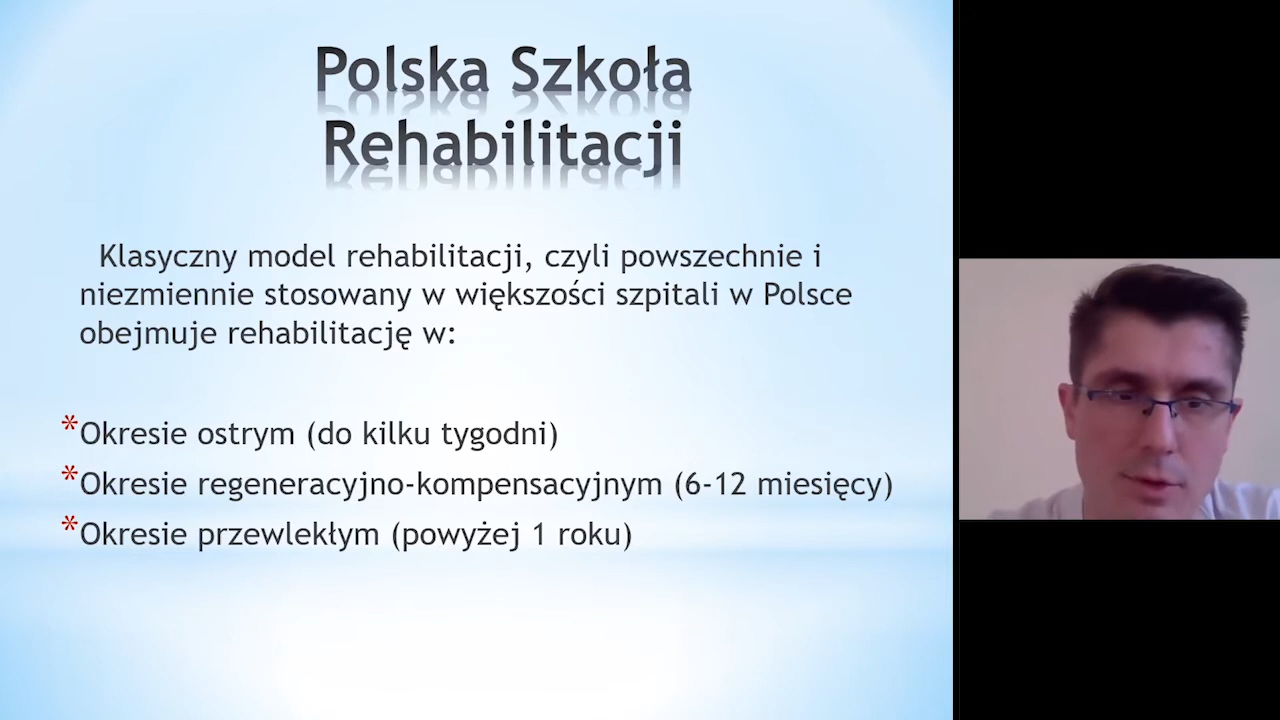 Polska Szkoła
Rehabilitacji
Klasyczny model rehabilitacji, czyli powszechnie i
niezmiennie stosowany w większości szpitali w Polsce
obejmuje rehabilitację w:
*Okresie ostrym (do kilku tygodni)
*Okresie regeneracyjno-kompensacyjnym (6-12 miesięcy)
*Okresie przewlekłym (powyżej 1 roku)